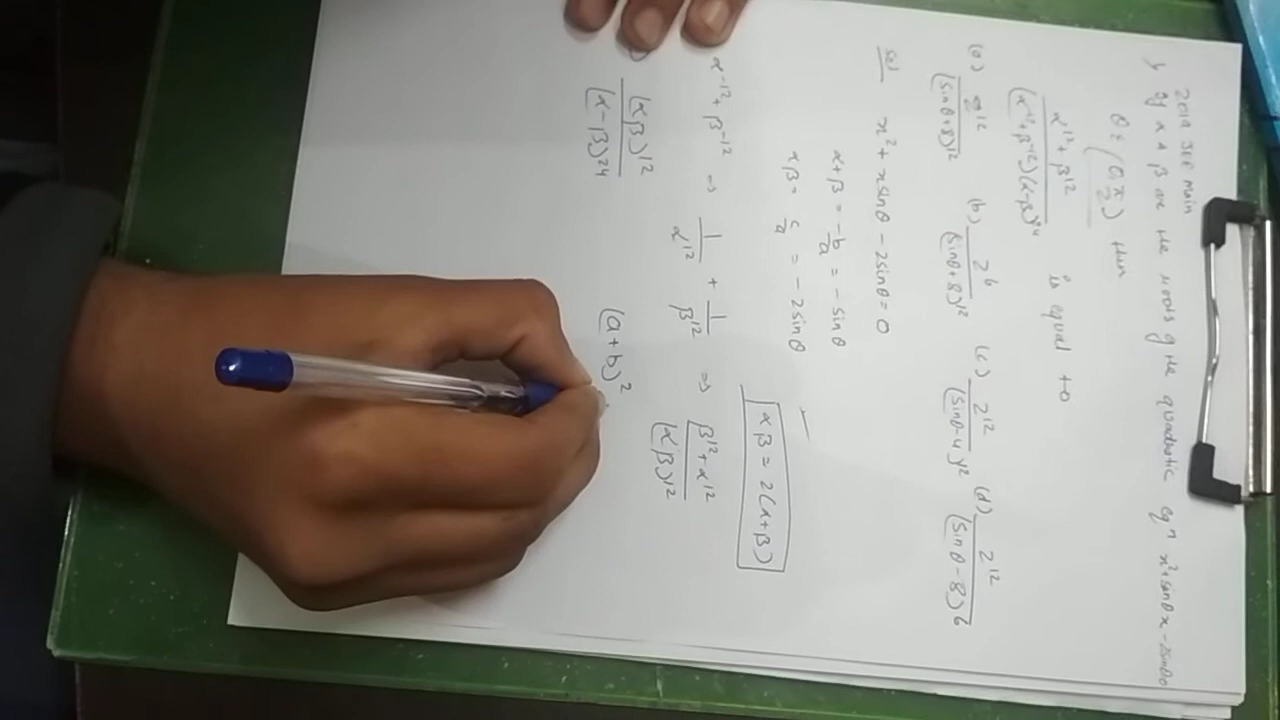 2019 JEE Main
If α & β are the roots of the quadratic eqn x²+sinθx-2sinθ=0
θ ∈ (0, π/2) then
α¹²+β¹² / (α⁻¹²+β⁻¹²)(α-β)²⁴ is equal to
(a) 2¹²/(sinθ+8)¹² (b) 2⁶/(sinθ+8)¹² (c) 2¹²/(sinθ-4)¹² (d) 2¹²/(sinθ-8)⁶
Sol x²+xsinθ-2sinθ=0
α+β = -b/a = -sinθ
αβ = c/a = -2sinθ
αβ = 2(α+β)
α⁻¹²+β⁻¹² ⇒ 1/α¹² + 1/β¹² ⇒ β¹²+α¹²/(αβ)¹²
(αβ)¹²/(α-β)²⁴ (a+b)²